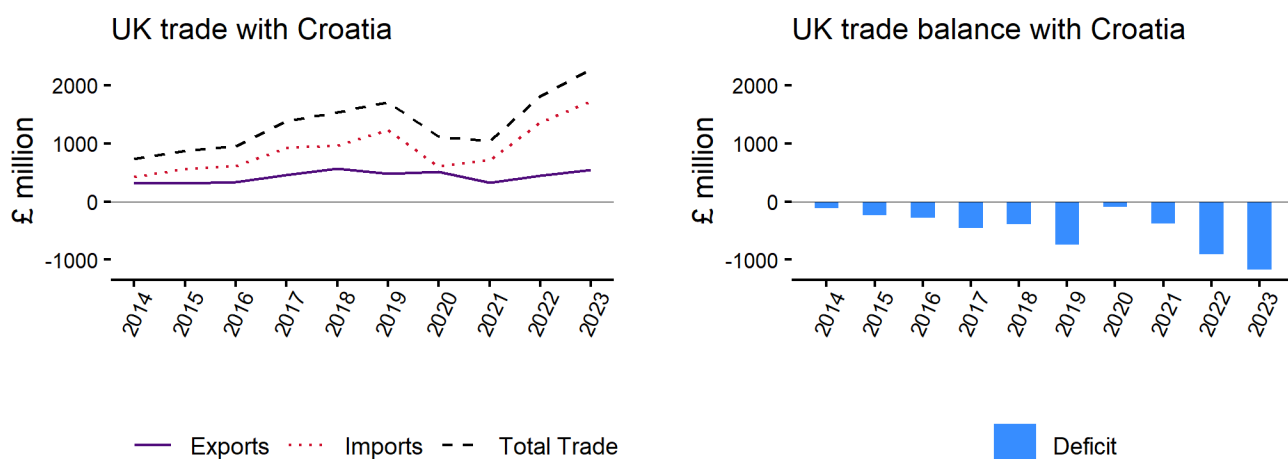 UK trade with Croatia
£ million
2000
1000
0
-1000
2014 2015 2016 2017 2018 2019 2020 2021 2022 2023
Exports Imports Total Trade
UK trade balance with Croatia
£ million
2000
1000
0
-1000
2014 2015 2016 2017 2018 2019 2020 2021 2022 2023
Deficit